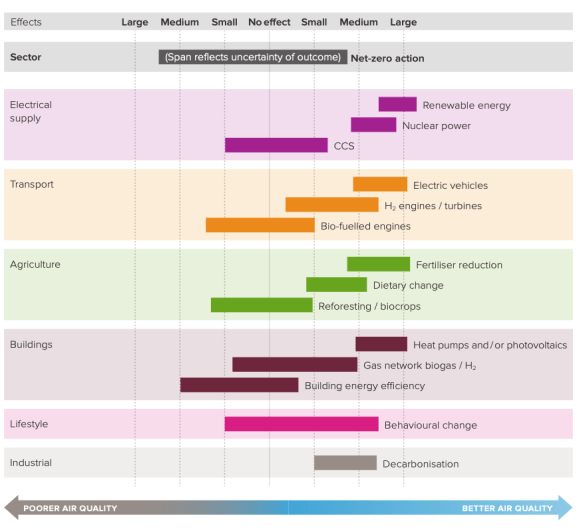 Effects Large Medium Small No effect Small Medium Large
Sector (Span reflects uncertainty of outcome) Net-zero action
Electrical
supply
Renewable energy
Nuclear power
CCS
Transport
Electric vehicles
H₂ engines / turbines
Bio-fuelled engines
Agriculture
Fertiliser reduction
Dietary change
Reforesting / biocrops
Buildings
Heat pumps and/or photovoltaics
Gas network biogas / H₂
Building energy efficiency
Lifestyle
Behavioural change
Industrial
Decarbonisation
POORER AIR QUALITY BETTER AIR QUALITY